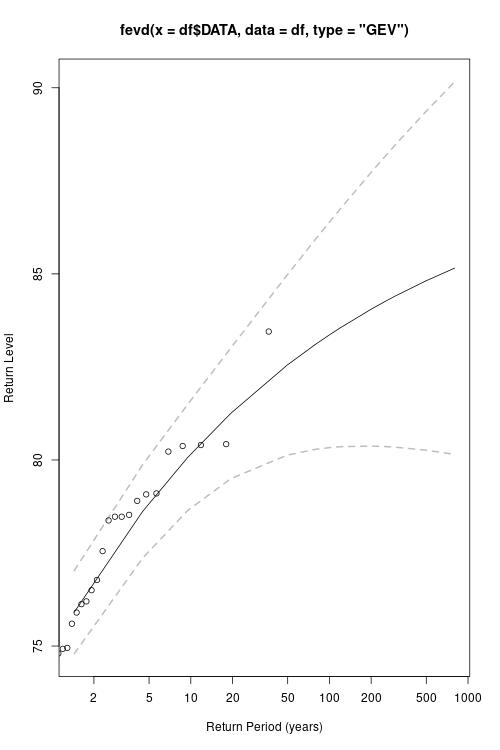 fevd(x = df$DATA, data = df, type = "GEV")
90
85
80
75
Return Level
2 5 10 20 50 100 200 500 1000
Return Period (years)